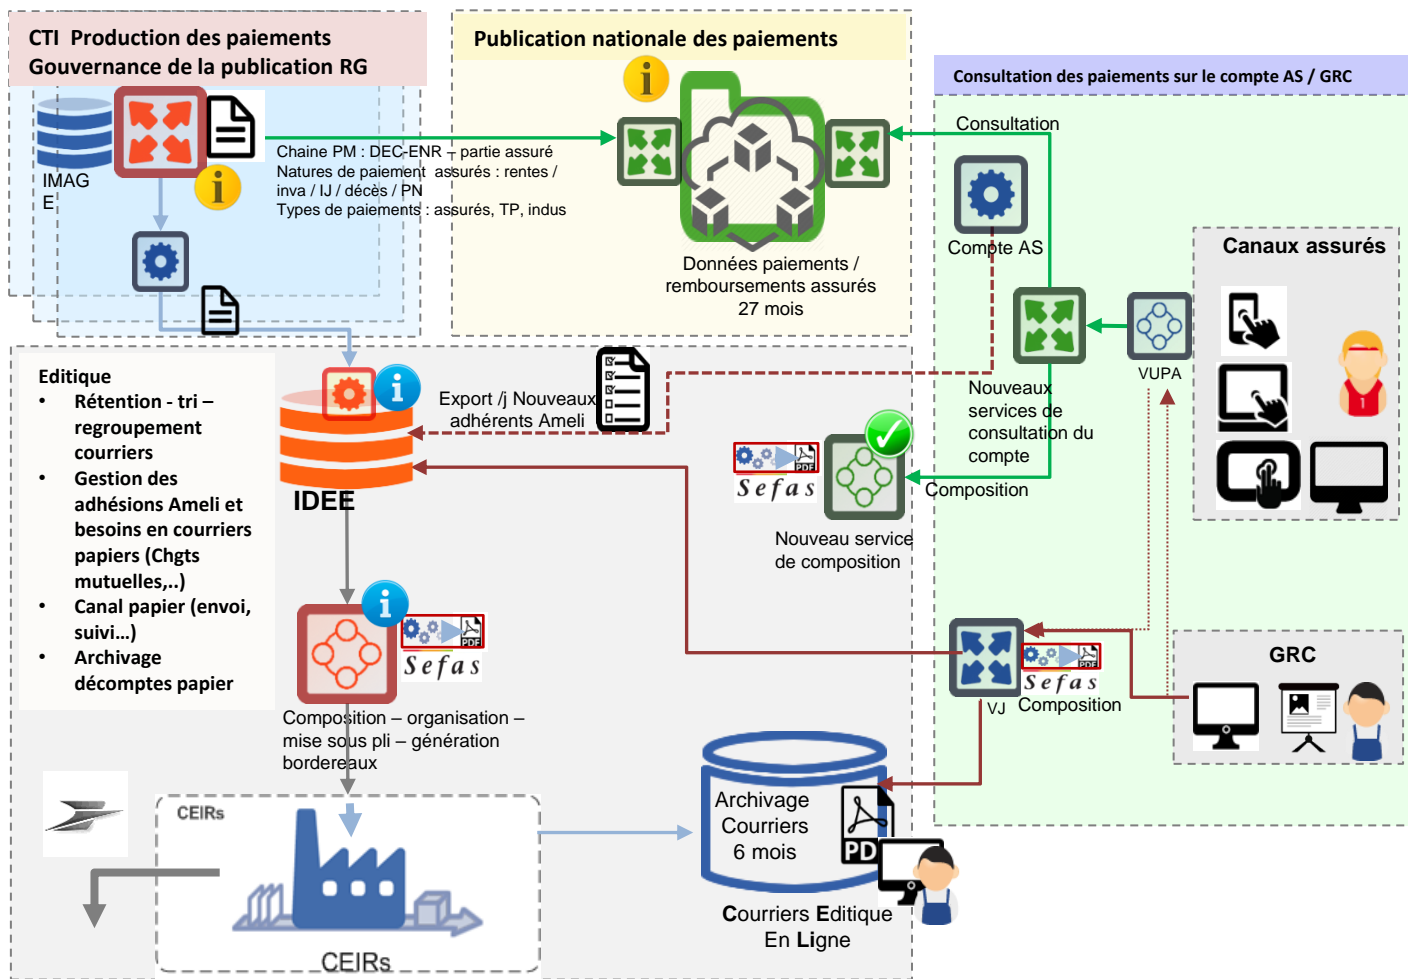 CTI  Production des paiements
Gouvernance de la publication RG
IMAG
E
Chaine PM : DEC-ENR – partie assuré
Natures de paiement  assurés : rentes /
inva / IJ / décès / PN
Types de paiements : assurés, TP, indus
Publication nationale des paiements
Données paiements /
remboursements assurés
27 mois
Consultation des paiements sur le compte AS / GRC
Consultation
Compte AS
Canaux assurés
VUPA
1
Nouveaux
services de
consultation du
compte
Composition
Editique
• Rétention - tri –
regroupement
courriers
• Gestion des
adhésions Ameli et
besoins en courriers
papiers (Chgts
mutuelles,..)
• Canal papier (envoi,
suivi…)
• Archivage
décomptes papier
i
i
i
i
Export /j Nouveaux
adhérents Ameli
IDEE
PDF
Sefas
Nouveau service
de composition
PDF
Sefas
Composition – organisation –
mise sous pli – génération
bordereaux
VJ
PDF
Sefas
Composition
GRC
CEIRs
CEIRs
Archivage
Courriers
6 mois
PD
Courriers Editique
En Ligne